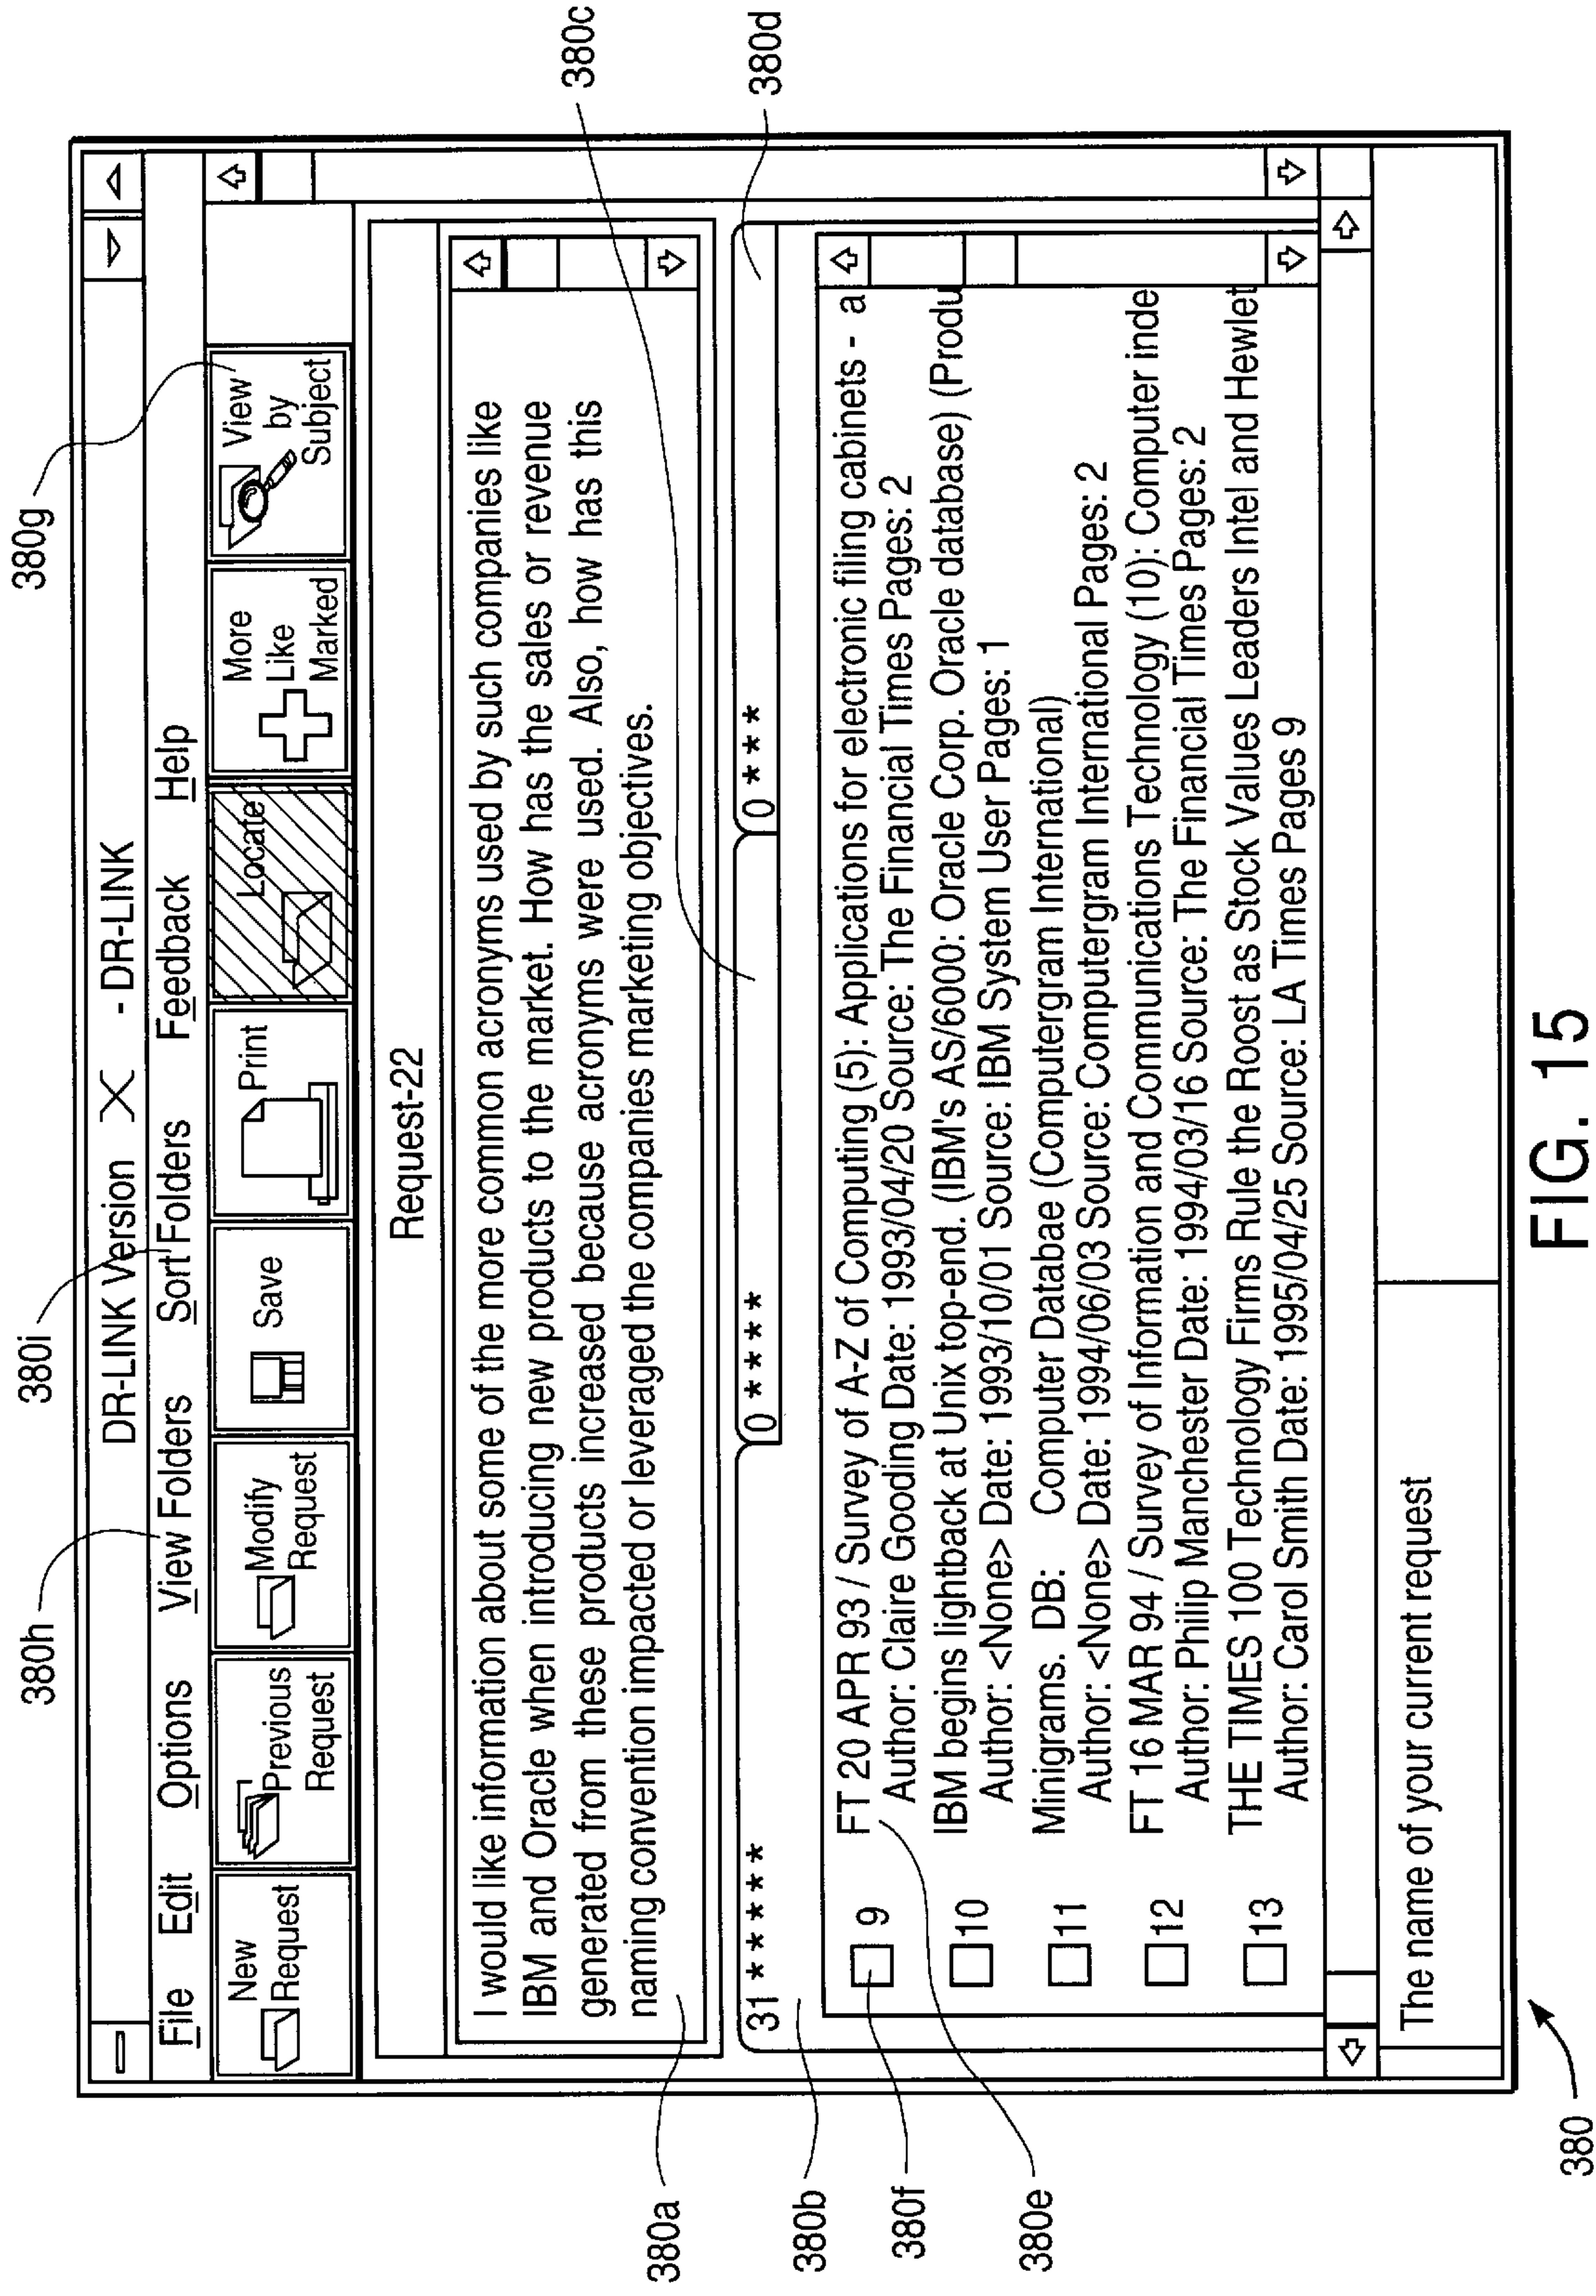 380h
380i
380g
DR-LINK Version X - DR-LINK
File Edit Options View Folders Sort Folders Feedback Help
New Request
Previous Request
Modify Request
Save
Print
Locate
More Like Marked
View by Subject
Request-22
380c
I would like information about some of the more common acronyms used by such companies like
IBM and Oracle when introducing new products to the market. How has the sales or revenue
generated from these products increased because acronyms were used. Also, how has this
naming convention impacted or leveraged the companies marketing objectives.
380a
31 *****
0 ****
0 ***
380d
380b
9 FT 20 APR 93 / Survey of A-Z of Computing (5): Applications for electronic filing cabinets - a
Author: Claire Gooding Date: 1993/04/20 Source: The Financial Times Pages: 2
380f
10 IBM begins lightback at Unix top-end. (IBM's AS/6000: Oracle Corp. Oracle database) (Produ
Author: <None> Date: 1993/10/01 Source: IBM System User Pages: 1
380e
11 Minigrams. DB: Computer Databae (Computergram International)
Author: <None> Date: 1994/06/03 Source: Computergram International Pages: 2
12 FT 16 MAR 94 / Survey of Information and Communications Technology (10): Computer inde
Author: Philip Manchester Date: 1994/03/16 Source: The Financial Times Pages: 2
13 THE TIMES 100 Technology Firms Rule the Roost as Stock Values Leaders Intel and Hewlet
Author: Carol Smith Date: 1995/04/25 Source: LA Times Pages 9
The name of your current request
380
FIG. 15